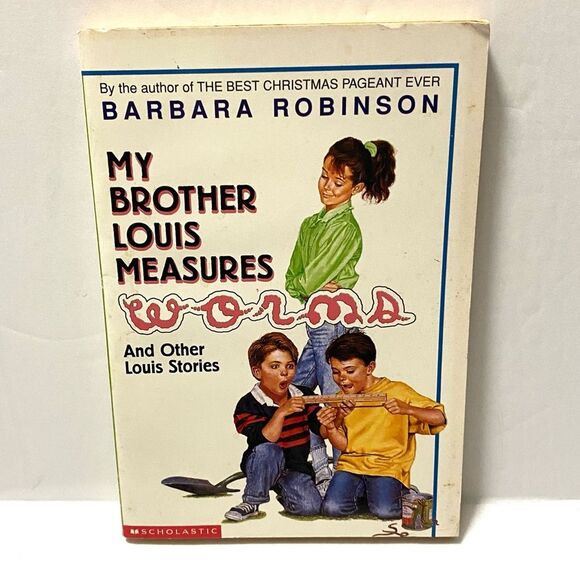 By the author of THE BEST CHRISTMAS PAGEANT EVER
BARBARA ROBINSON
MY
BROTHER
LOUIS
MEASURES
worms
And Other
Louis Stories
SCHOLASTIC